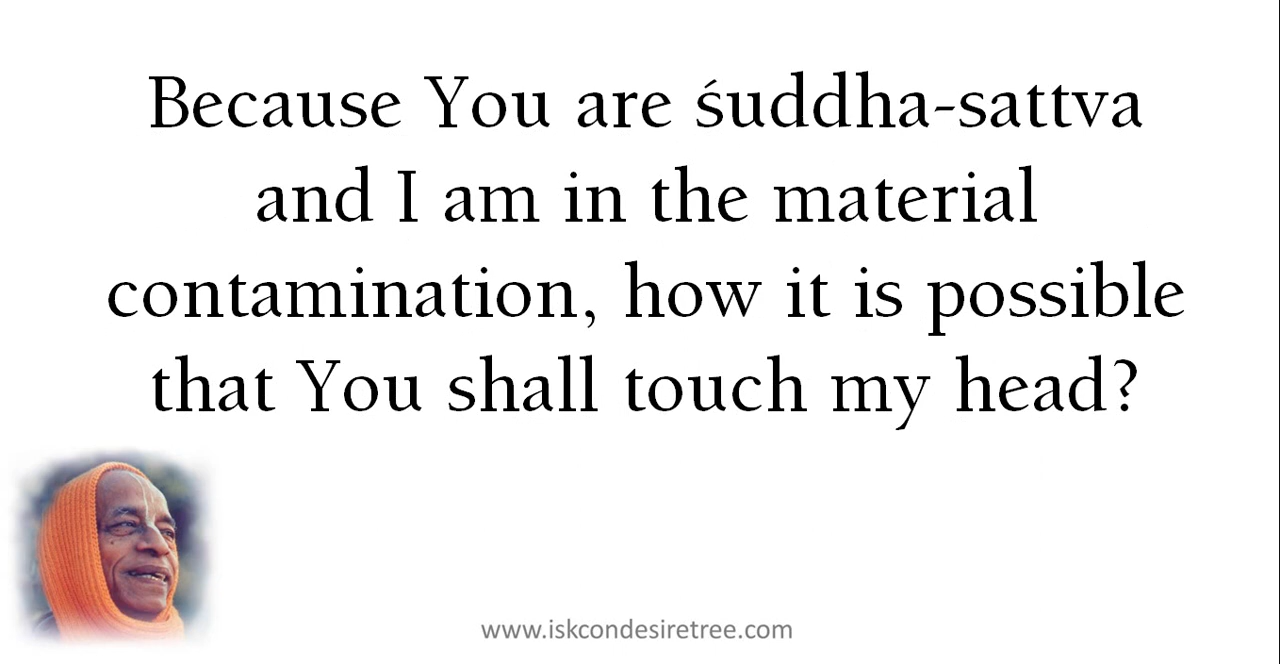 Because You are śuddha-sattva
and I am in the material
contamination, how it is possible
that You shall touch my head?
www.iskcondesiretree.com